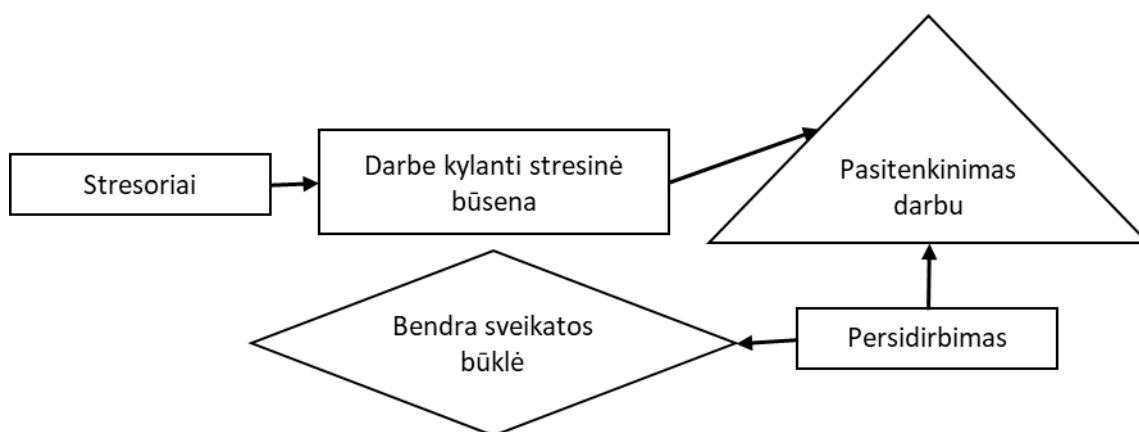 Stresoriai
Darbe kylanti stresinė
būsena
Pasitenkinimas
darbu
Bendra sveikatos
būklė
Persidirbimas